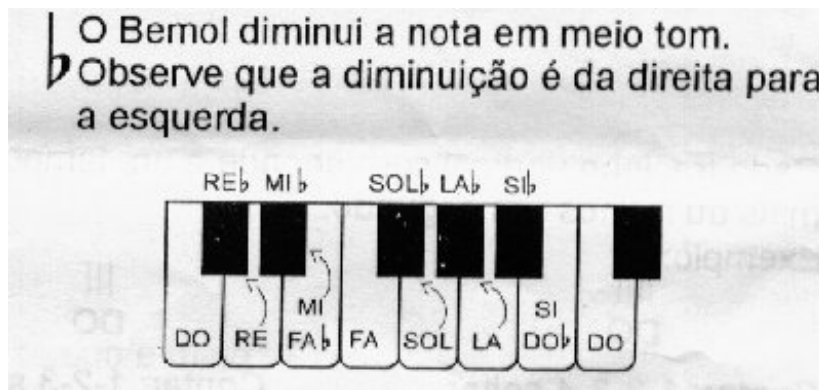 O Bemol diminui a nota em meio tom.
♭ Observe que a diminuição é da direita para
a esquerda.
RE♭ MI♭ SOL♭ LA♭ SI♭
MI SI
DO RE FA♭ FA SOL LA DO♭ DO